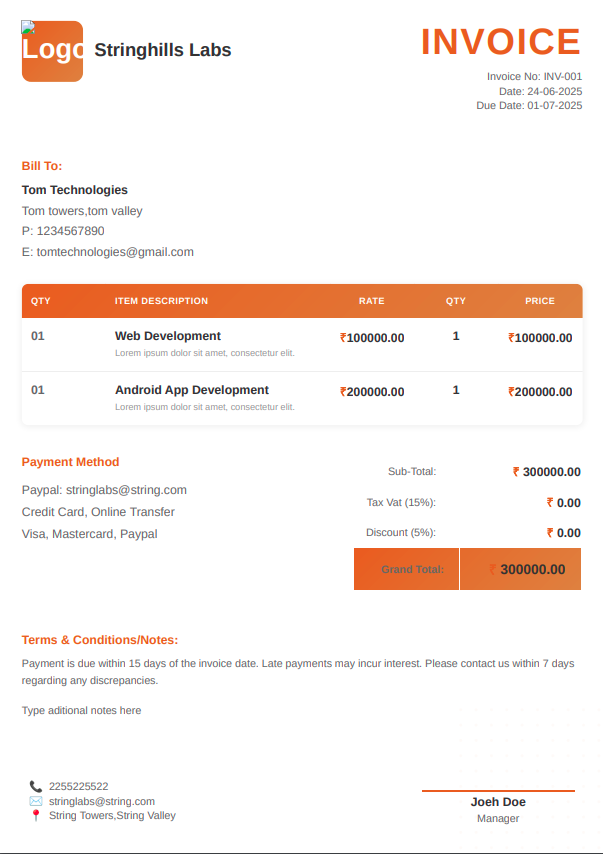 Logo
Stringhills Labs
INVOICE
Invoice No: INV-001
Date: 24-06-2025
Due Date: 01-07-2025
Bill To:
Tom Technologies
Tom towers,tom valley
P: 1234567890
E: tomtechnologies@gmail.com
QTY ITEM DESCRIPTION RATE QTY PRICE
01 Web Development ₹100000.00 1 ₹100000.00
Lorem ipsum dolor sit amet, consectetur elit.
01 Android App Development ₹200000.00 1 ₹200000.00
Lorem ipsum dolor sit amet, consectetur elit.
Payment Method
Paypal: stringlabs@string.com
Credit Card, Online Transfer
Visa, Mastercard, Paypal
Sub-Total: ₹ 300000.00
Tax Vat (15%): ₹ 0.00
Discount (5%): ₹ 0.00
Grand Total: ₹ 300000.00
Terms & Conditions/Notes:
Payment is due within 15 days of the invoice date. Late payments may incur interest. Please contact us within 7 days
regarding any discrepancies.
Type aditional notes here
2255225522
stringlabs@string.com
String Towers,String Valley
Joeh Doe
Manager